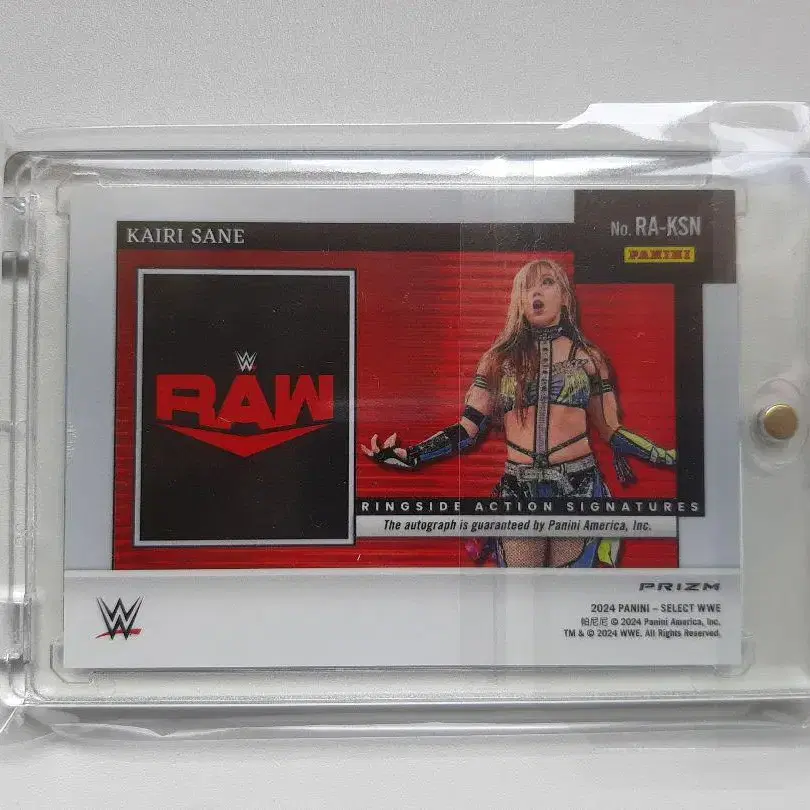 KAIRI SANE
No. RA-KSN
PANINI
W
RAW
RINGSIDE ACTION SIGNATURES
The autograph is guaranteed by Panini America, Inc.
PRIZM
W
2024 PANINI – SELECT WWE
帕尼尼 © 2024 Panini America, Inc.
TM & © 2024 WWE. All Rights Reserved.